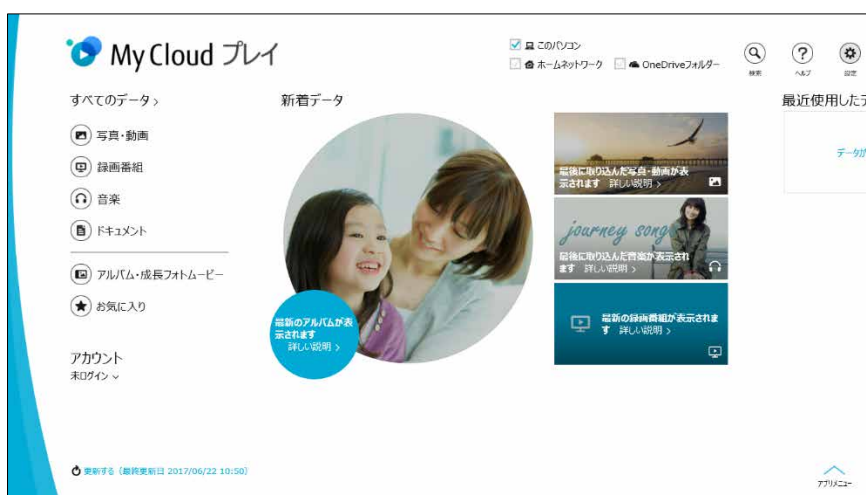 My Cloud プレイ
このパソコン
ホームネットワーク OneDriveフォルダー
検索 ヘルプ 設定
すべてのデータ >
写真・動画
録画番組
音楽
ドキュメント
アルバム・成長フォトムービー
お気に入り
アカウント
未ログイン
更新する (最終更新日 2017/06/22 10:50)
新着データ
最新のアルバムが表
示されます
詳しい説明 >
最後に取り込んだ写真・動画が表
示されます 詳しい説明 >
journey song
最後に取り込んだ音楽が表示され
ます 詳しい説明 >
最新の録画番組が表示されま
す 詳しい説明 >
最近使用したデ
データが
アプリメニュー